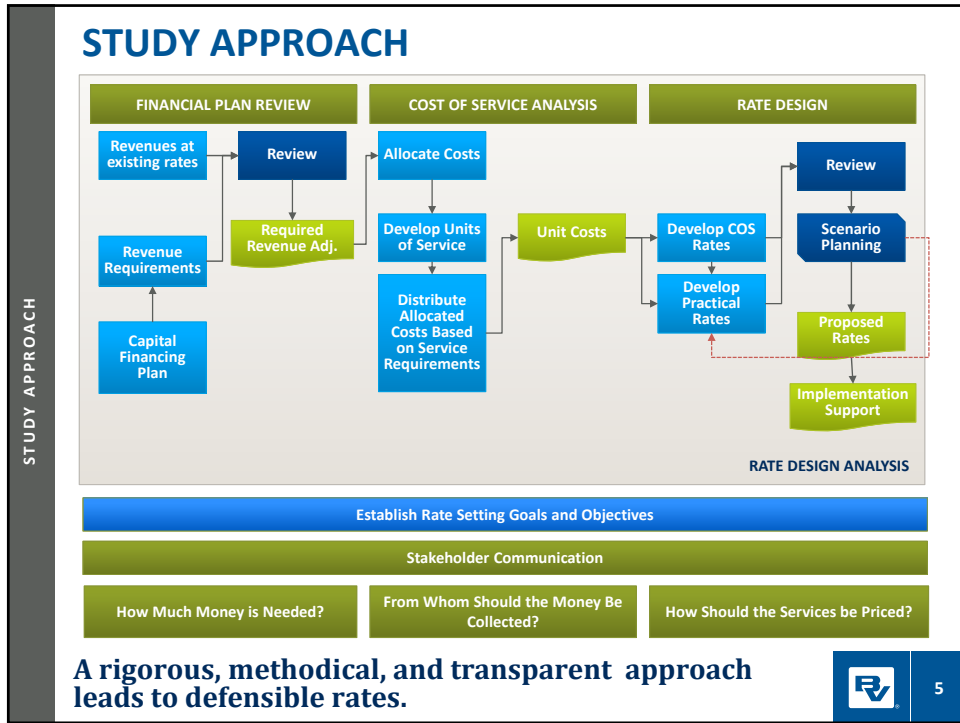 STUDY APPROACH
STUDY APPROACH
FINANCIAL PLAN REVIEW
COST OF SERVICE ANALYSIS
RATE DESIGN
Revenues at
existing rates
Review
Required
Revenue Adj.
Revenue
Requirements
Capital
Financing
Plan
Allocate Costs
Develop Units
of Service
Distribute
Allocated
Costs Based
on Service
Requirements
Unit Costs
Develop COS
Rates
Develop
Practical
Rates
Review
Scenario
Planning
Proposed
Rates
Implementation
Support
RATE DESIGN ANALYSIS
Establish Rate Setting Goals and Objectives
Stakeholder Communication
How Much Money is Needed?
From Whom Should the Money Be
Collected?
How Should the Services be Priced?
A rigorous, methodical, and transparent approach
leads to defensible rates.
BV
5